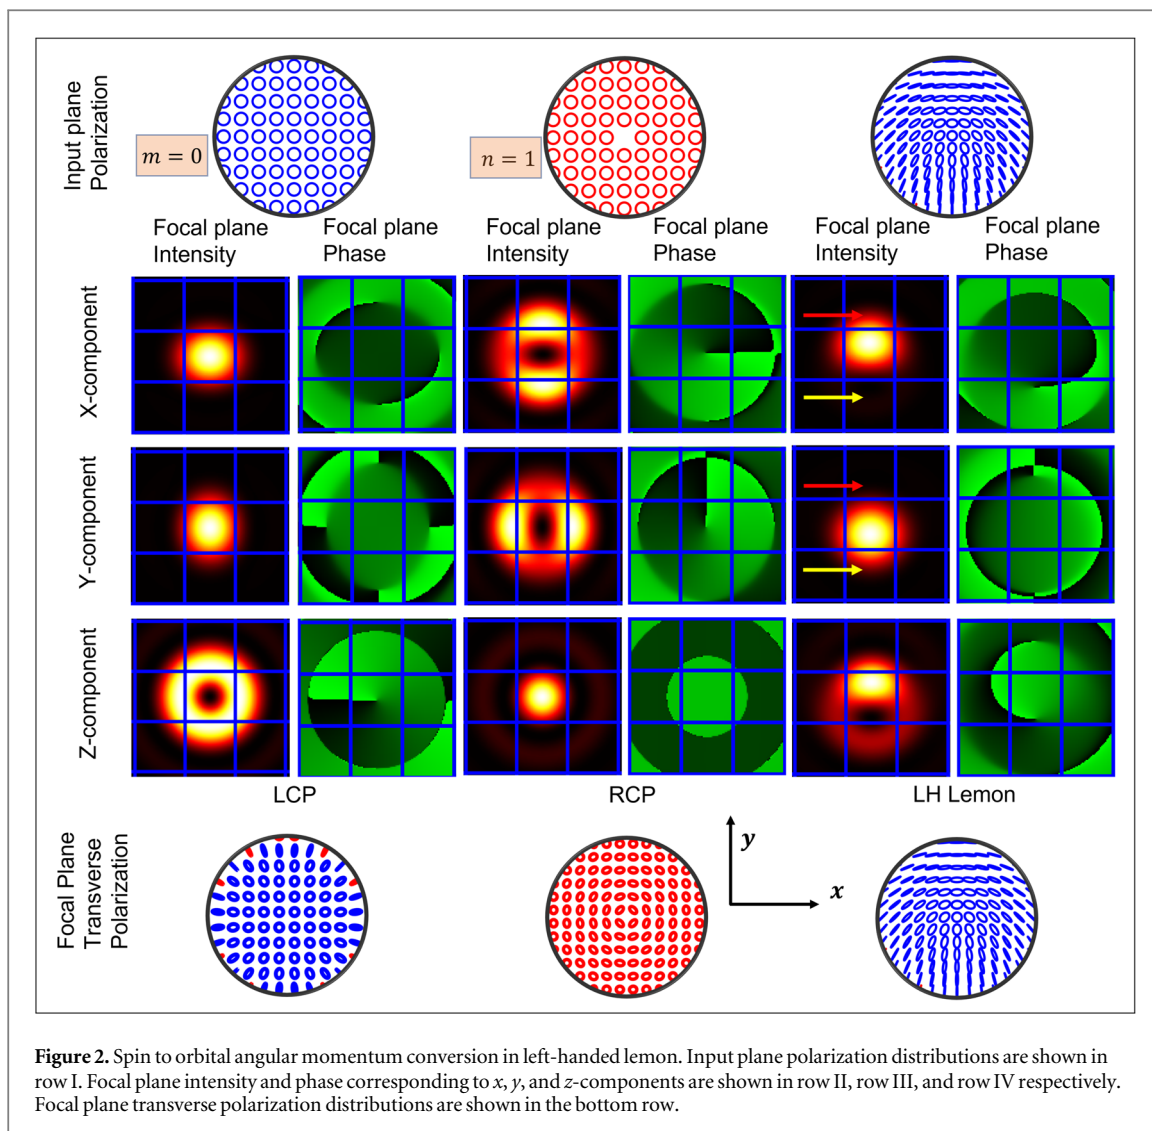 Input plane
Polarization
m = 0
n = 1
Focal plane
Intensity
Focal plane
Phase
Focal plane
Intensity
Focal plane
Phase
Focal plane
Intensity
Focal plane
Phase
X-component
Y-component
Z-component
LCP
RCP
LH Lemon
Focal Plane
Transverse
Polarization
y
x
Figure 2. Spin to orbital angular momentum conversion in left-handed lemon. Input plane polarization distributions are shown in
row I. Focal plane intensity and phase corresponding to x, y, and z-components are shown in row II, row III, and row IV respectively.
Focal plane transverse polarization distributions are shown in the bottom row.